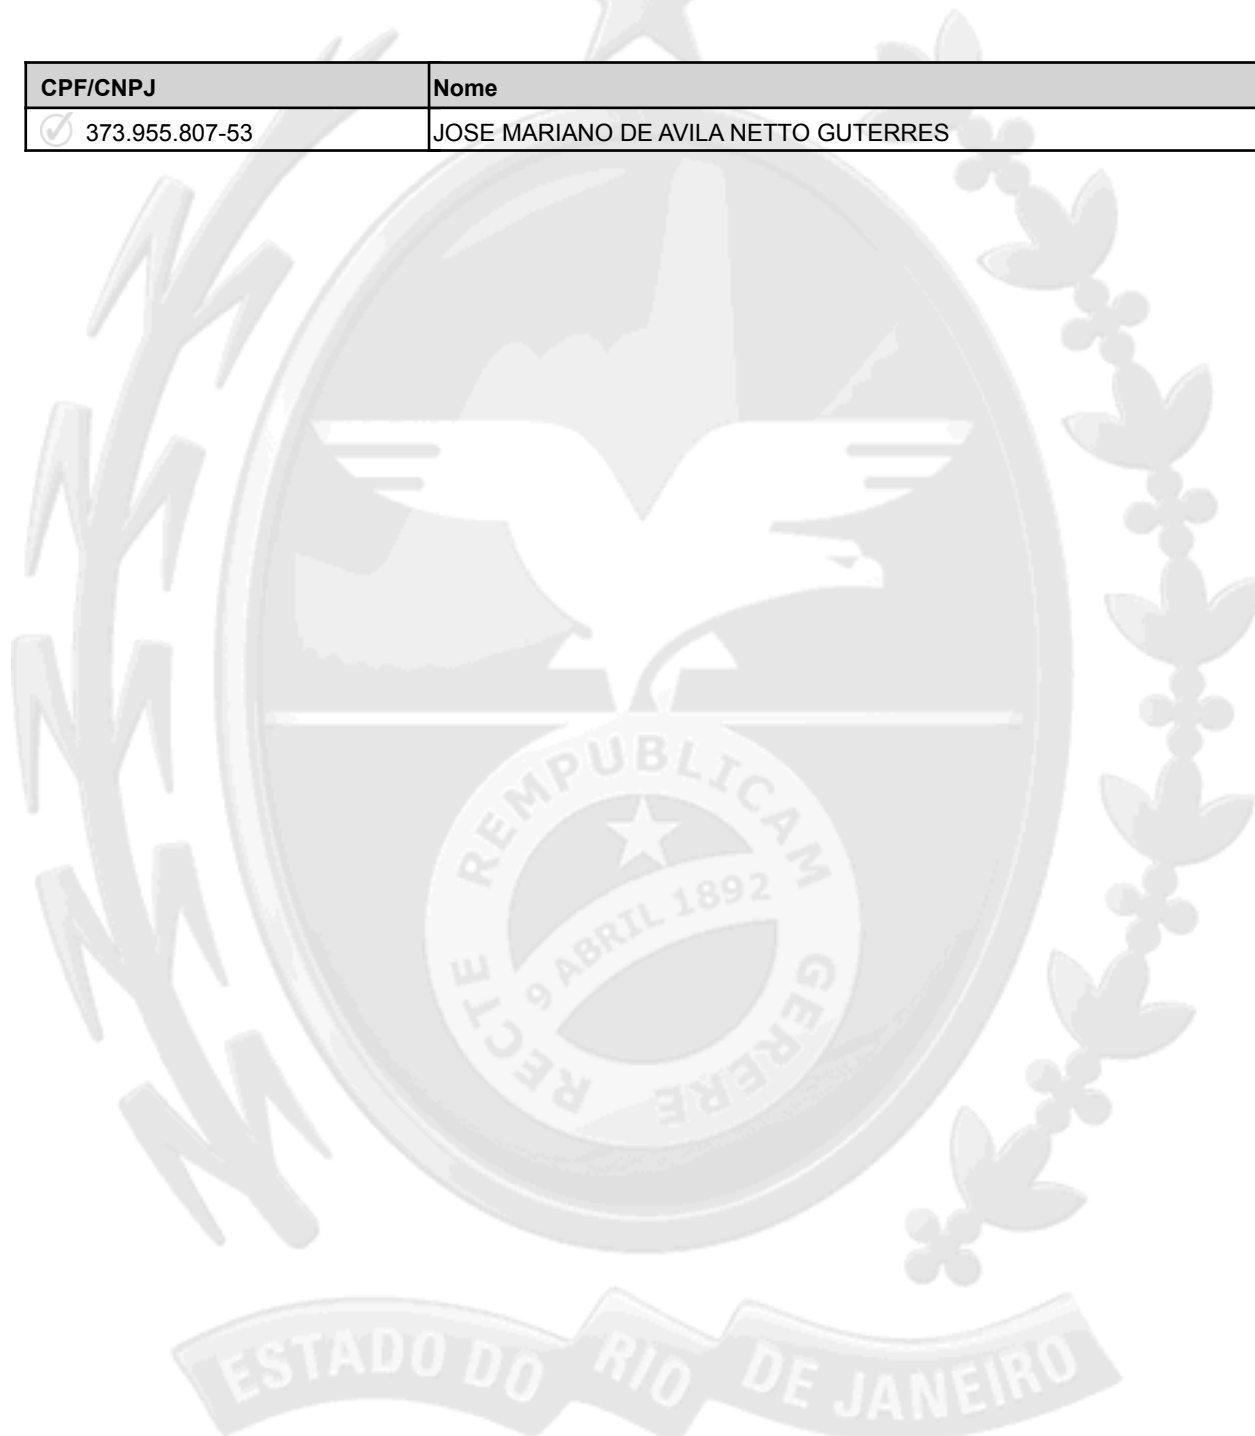 CPF/CNPJ Nome
373.955.807-53 JOSE MARIANO DE AVILA NETTO GUTERRES
RECTE REMPUBLICAM GERERE
9 ABRIL 1892
ESTADO DO RIO DE JANEIRO